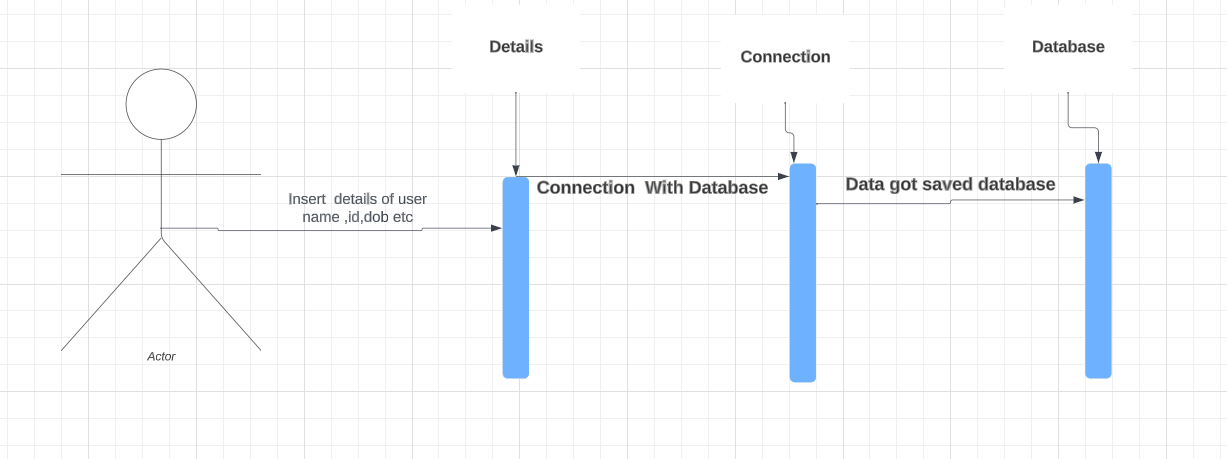 Details
Connection
Database
Insert details of user
name ,id,dob etc
Connection With Database
Data got saved database
Actor